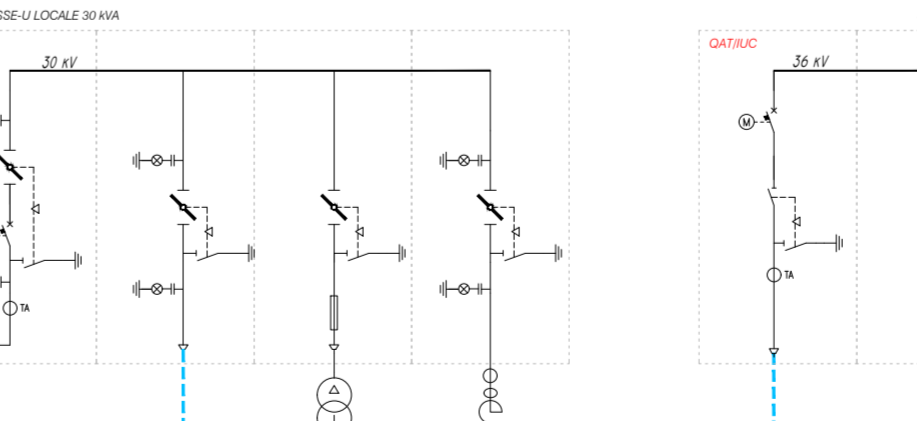 SSE-U LOCALE 30 kVA
QAT/IUC
30 kV
36 kV
M
TA
TA